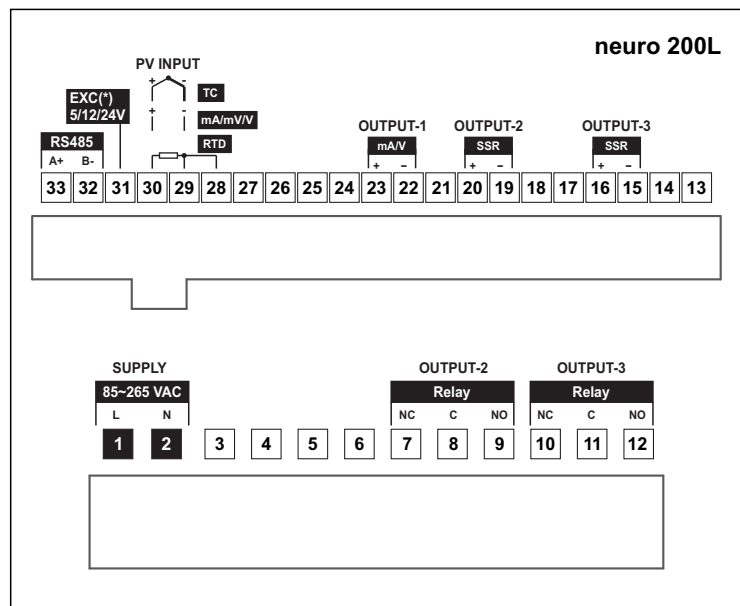 neuro 200L
PV INPUT
+ -
TC
EXC(*)
5/12/24V
+ -
mA/mV/V
RS485
RTD
OUTPUT-1
OUTPUT-2
OUTPUT-3
mA/V
SSR
SSR
A+ B-
+ −
+ −
+ −
33 32 31 30 29 28 27 26 25 24 23 22 21 20 19 18 17 16 15 14 13
SUPPLY
OUTPUT-2
OUTPUT-3
85~265 VAC
Relay
Relay
L N
NC C NO
NC C NO
1 2 3 4 5 6 7 8 9 10 11 12